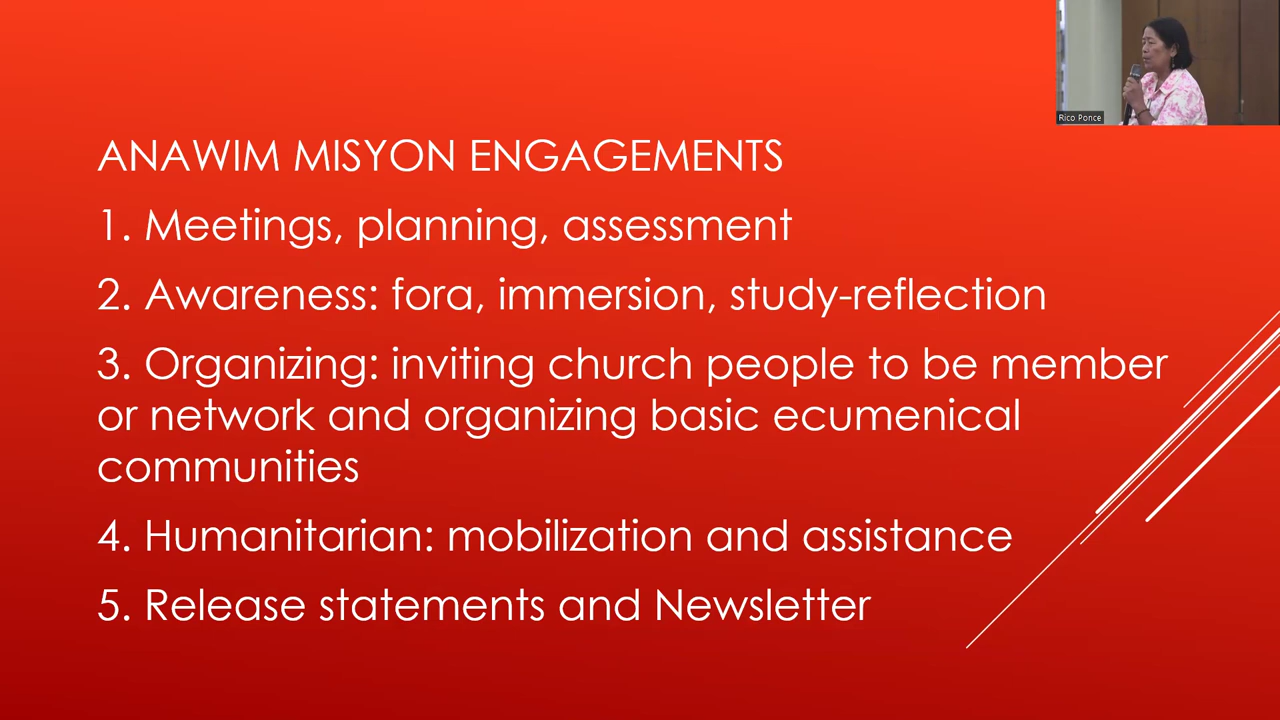 Rico Ponce
ANAWIM MISYON ENGAGEMENTS
1. Meetings, planning, assessment
2. Awareness: fora, immersion, study-reflection
3. Organizing: inviting church people to be member
or network and organizing basic ecumenical
communities
4. Humanitarian: mobilization and assistance
5. Release statements and Newsletter